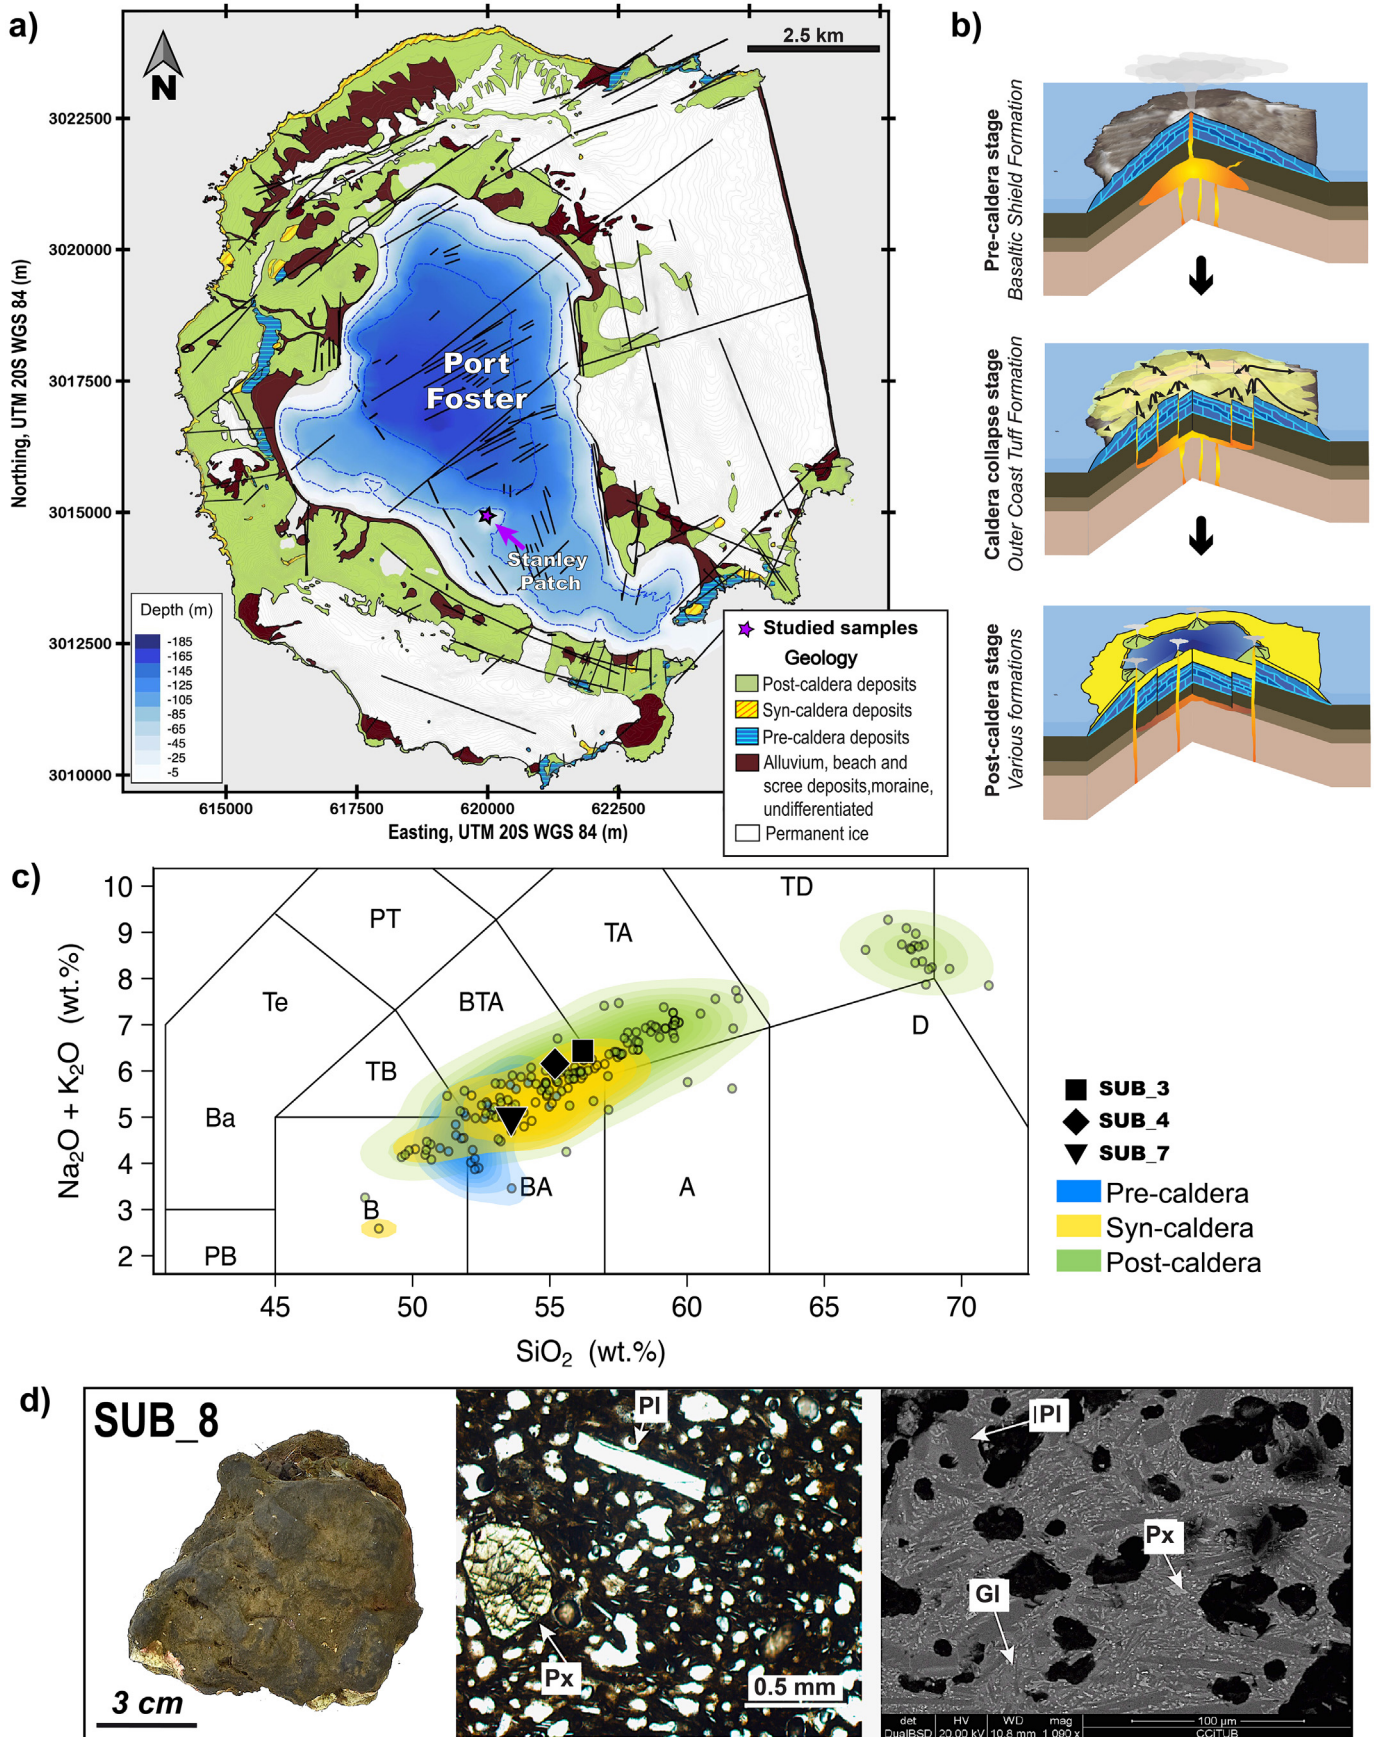 a)
N
2.5 km
3022500
3020000
3017500
3015000
3012500
3010000
Northing, UTM 20S WGS 84 (m)
615000
617500
620000
622500
Easting, UTM 20S WGS 84 (m)
Port
Foster
Stanley
Patch
Depth (m)
-185
-165
-145
-125
-105
-85
-65
-45
-25
-5
Studied samples
Geology
Post-caldera deposits
Syn-caldera deposits
Pre-caldera deposits
Alluvium, beach and
scree deposits,moraine,
undifferentiated
Permanent ice
b)
Pre-caldera stage
Basaltic Shield Formation
Caldera collapse stage
Outer Coast Tuff Formation
Post-caldera stage
Various formations
c)
10
9
8
7
6
5
4
3
2
Na2O + K2O (wt.%)
45
50
55
60
65
70
SiO2 (wt.%)
PT
TA
TD
Te
BTA
D
TB
Ba
BA
A
B
PB
SUB_3
SUB_4
SUB_7
Pre-caldera
Syn-caldera
Post-caldera
d)
SUB_8
3 cm
Pl
Px
0.5 mm
Pl
Px
Gl
det
HV
WD
mag
100 µm
DualBSD
20.00 kV
10.8 mm
1 090 x
CCiTUB